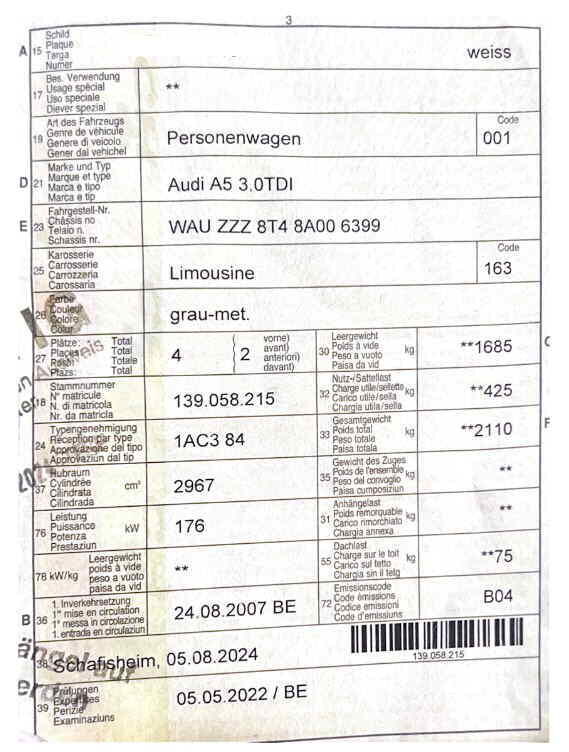 3
A 15 Schild
Plaque
Targa
Numer
weiss
17 Bes. Verwendung
Usage spécial
Uso speciale
Diever spezial
**
19 Art des Fahrzeugs
Genre de véhicule
Genere di veicolo
Gener dal vehichel
Personenwagen
Code
001
D 21 Marke und Typ
Marque et type
Marca e tipo
Marca e tip
Audi A5 3.0TDI
E 23 Fahrgestell-Nr.
Châssis no
Telaio n.
Schassis nr.
WAU ZZZ 8T4 8A00 6399
25 Karosserie
Carrosserie
Carrozzeria
Carossaria
Limousine
Code
163
26 Farbe
Couleur
Colore
Colur
grau-met.
27 Plätze: Total
Places: Total
Posti: Totale
Plazs: Total
4
2
vorne)
avant)
anteriori)
davant)
30 Leergewicht
Poids à vide
Peso a vuoto
Paisa da vid
kg
**1685
18 Stammnummer
N° matricule
N. di matricola
Nr. da matricla
139.058.215
32 Nutz-/Sattellast
Charge utile/sellette
Carico utile/sella
Chargia utila/sella
kg
**425
24 Typengenehmigung
Réception par type
Approvazione del tipo
Approvaziun dal tip
1AC3 84
33 Gesamtgewicht
Poids total
Peso totale
Paisa totala
kg
**2110
37 Hubraum
Cylindrée
Cilindrata
Cilindrada
cm³
2967
35 Gewicht des Zuges
Poids de l'ensemble
Peso del convoglio
Paisa cumposiziun
kg
**
76 Leistung
Puissance
Potenza
Prestaziun
kW
176
31 Anhängelast
Poids remorquable
Carico rimorchiato
Chargia annexa
kg
**
78 kW/kg
Leergewicht
poids à vide
peso a vuoto
paisa da vid
**
55 Dachlast
Charge sur le toit
Carico sul tetto
Chargia sin il tetg
kg
**75
B 36 1. Inverkehrsetzung
1re mise en circulation
1a messa in circolazione
1. entrada en circulaziun
24.08.2007 BE
72 Emissionscode
Code émissions
Codice emissioni
Code d'emissiuns
B04
38 Schafisheim, 05.08.2024
139.058.215
39 Prüfungen
Expertises
Perizie
Examinaziuns
05.05.2022 / BE